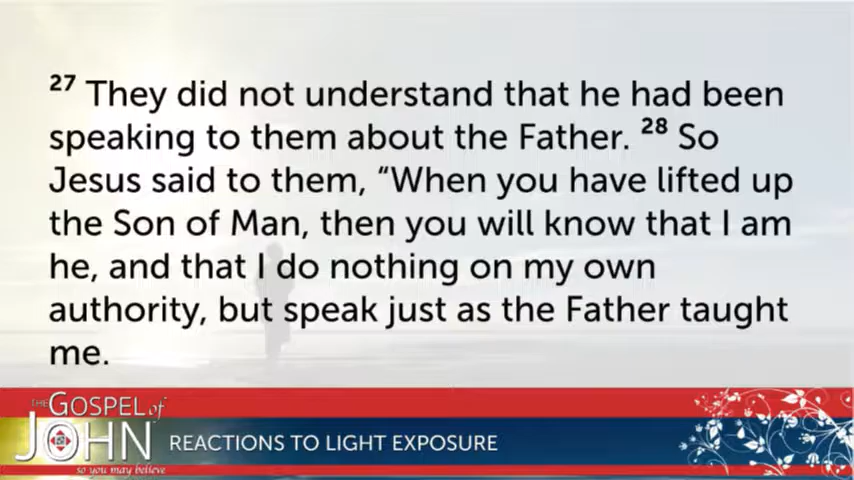 27 They did not understand that he had been
speaking to them about the Father. 28 So
Jesus said to them, “When you have lifted up
the Son of Man, then you will know that I am
he, and that I do nothing on my own
authority, but speak just as the Father taught
me.
THE GOSPEL of
JOHN
so you may believe
REACTIONS TO LIGHT EXPOSURE